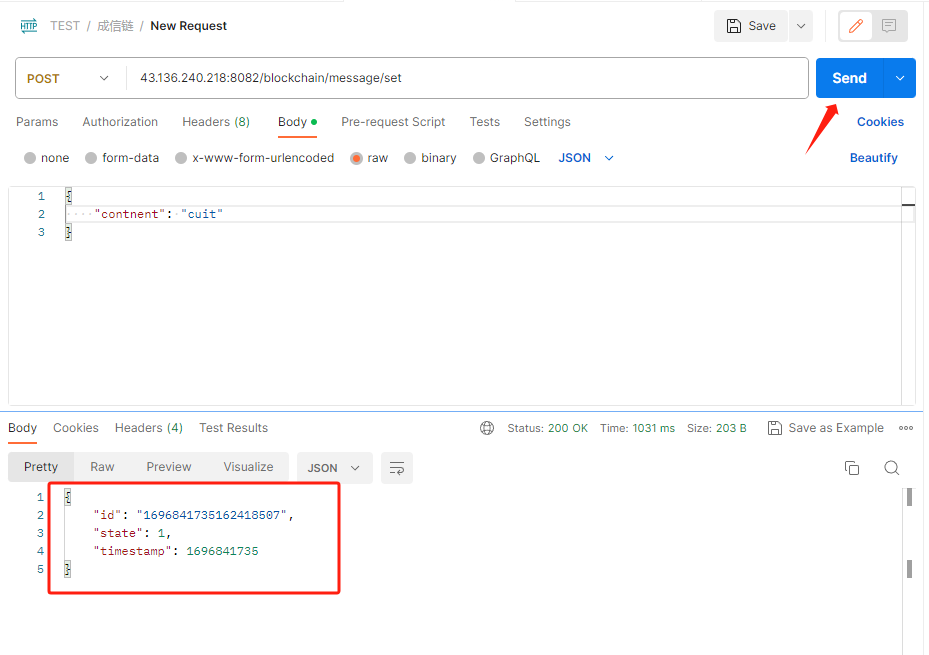 HTTP TEST / 成信链 / New Request Save
POST 43.136.240.218:8082/blockchain/message/set Send
Params Authorization Headers (8) Body Pre-request Script Tests Settings Cookies
none form-data x-www-form-urlencoded raw binary GraphQL JSON Beautify
1 {
2 "contnent": "cuit"
3 }
Body Cookies Headers (4) Test Results Status: 200 OK Time: 1031 ms Size: 203 B Save as Example
Pretty Raw Preview Visualize JSON
1 {
2 "id": "1696841735162418507",
3 "state": 1,
4 "timestamp": 1696841735
5 }